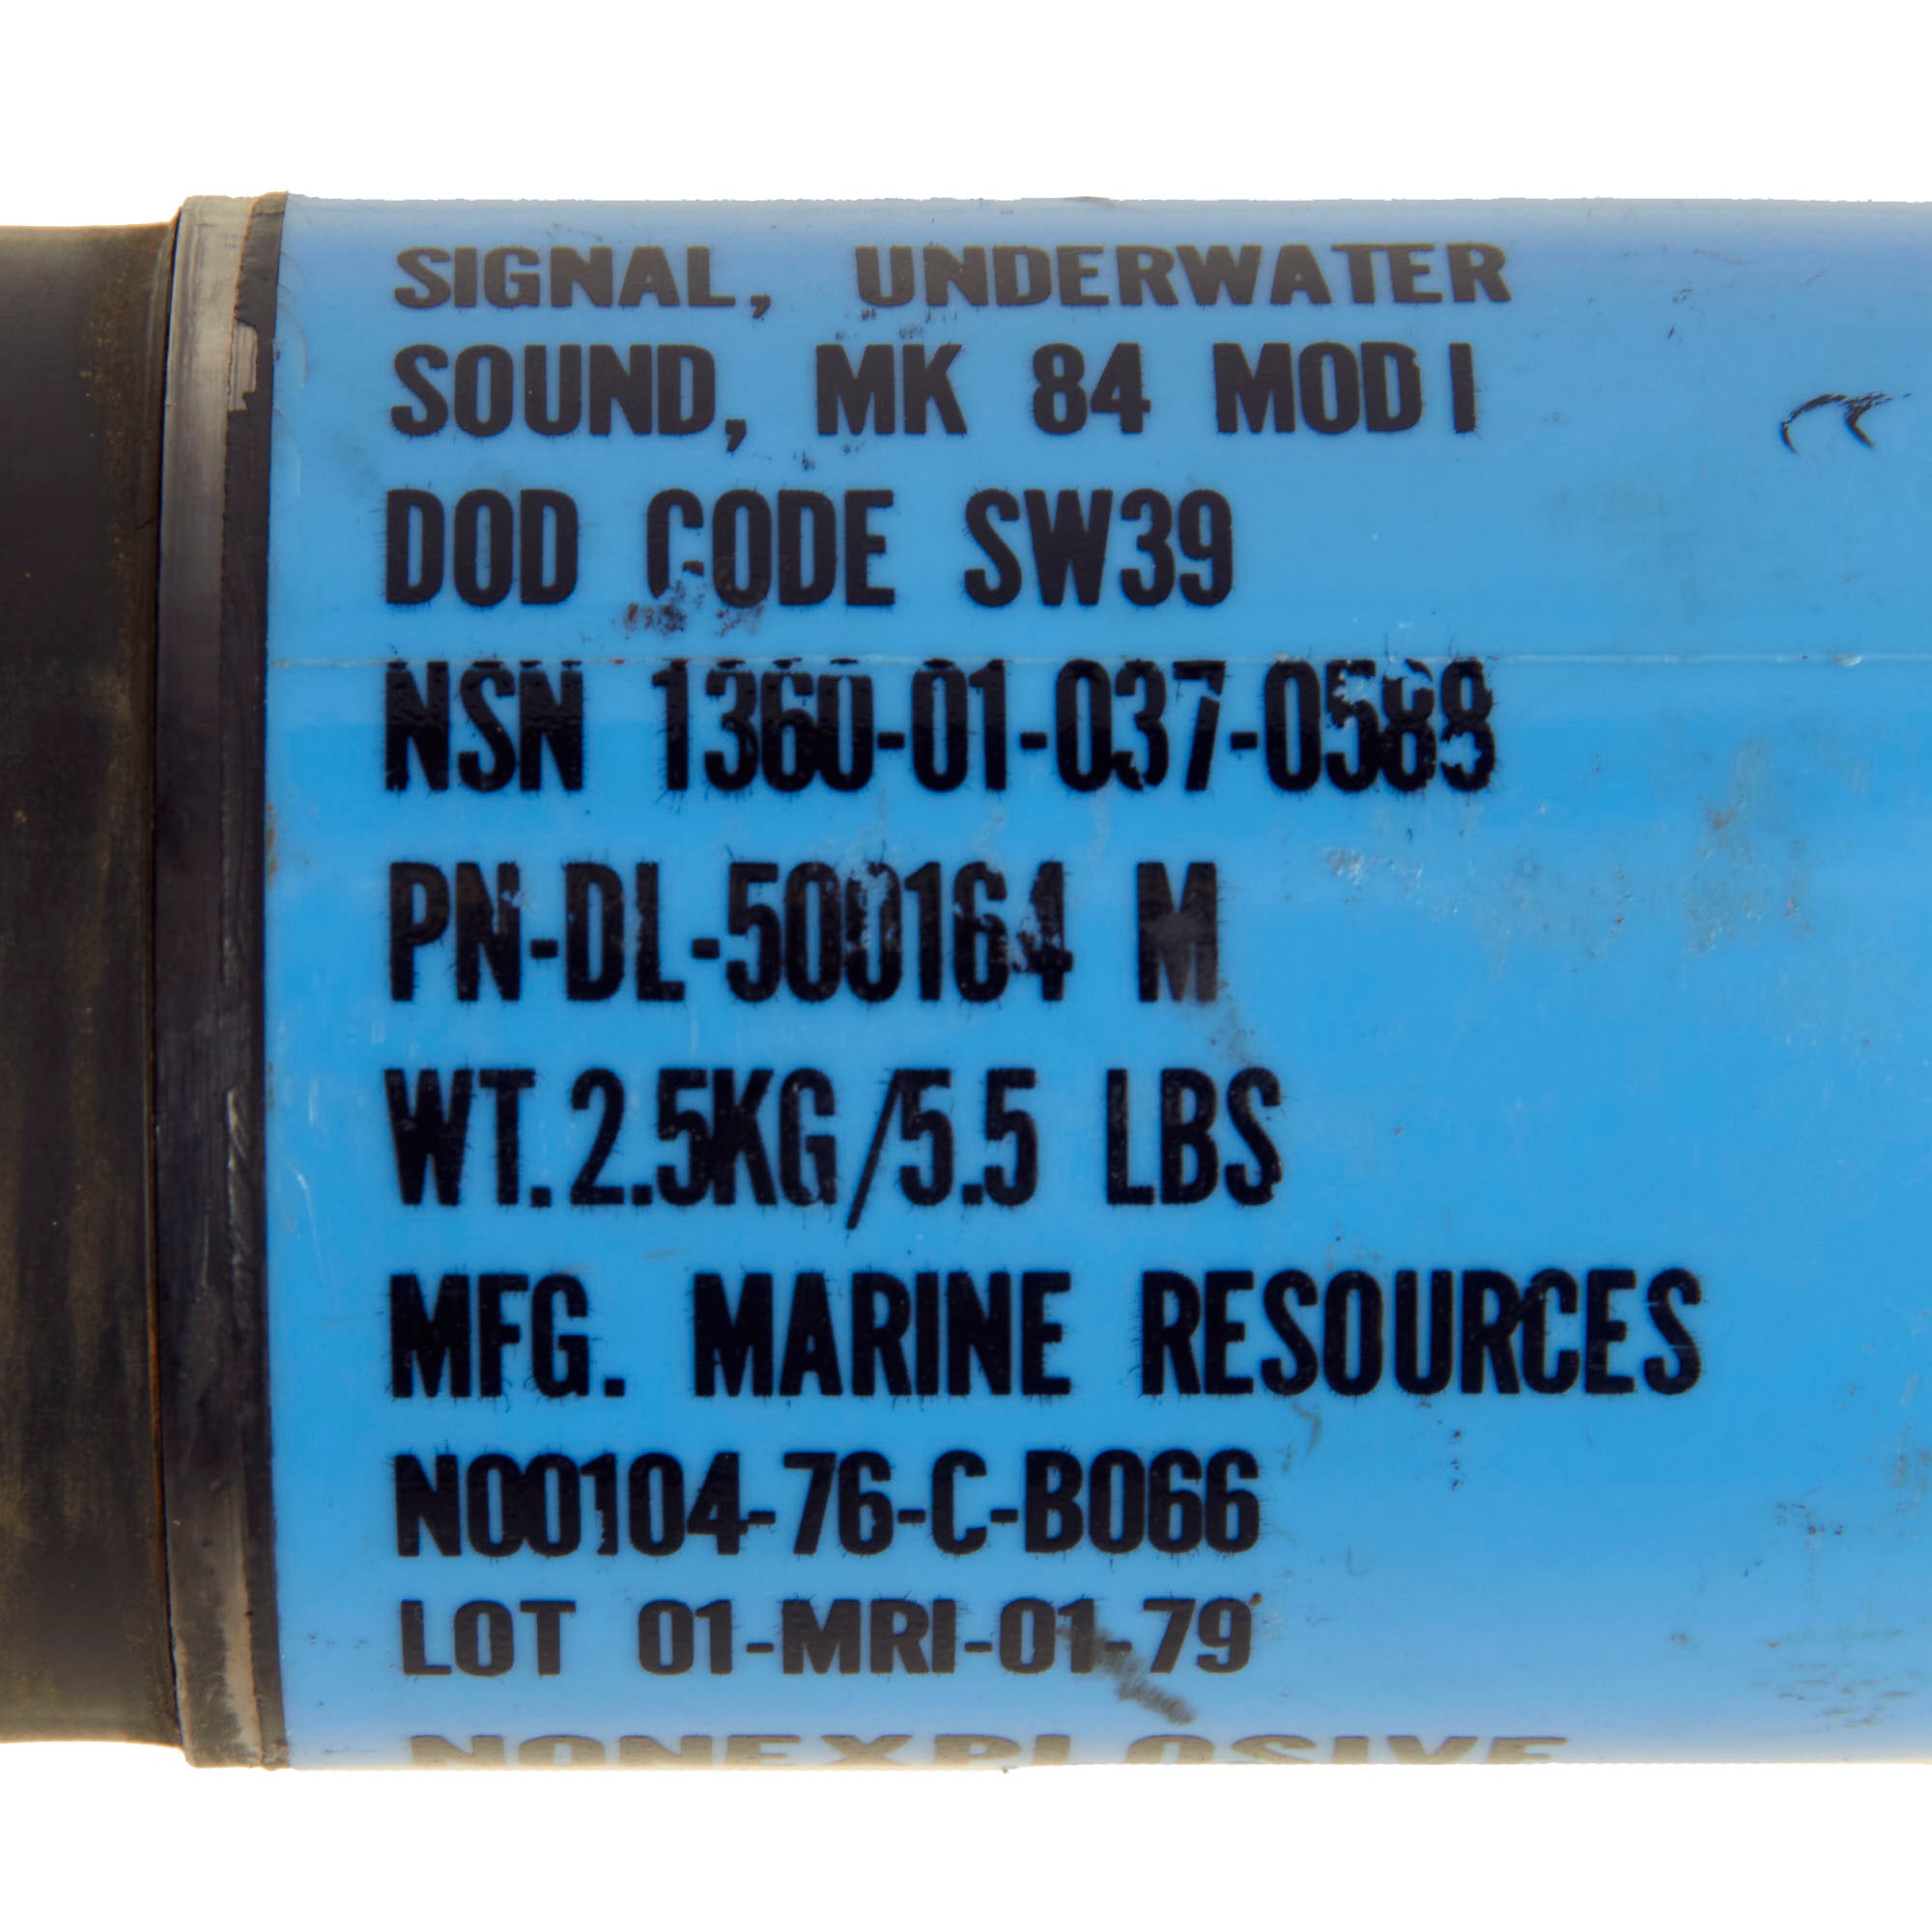 SIGNAL, UNDERWATER
SOUND, MK 84 MOD 1
DOD CODE SW39
NSN 1360-01-037-0588
PN-DL-500164 M
WT. 2.5KG/5.5 LBS
MFG. MARINE RESOURCES
N00104-76-C-B066
LOT 01-MRI-01-79
NONEXPLOSIVE